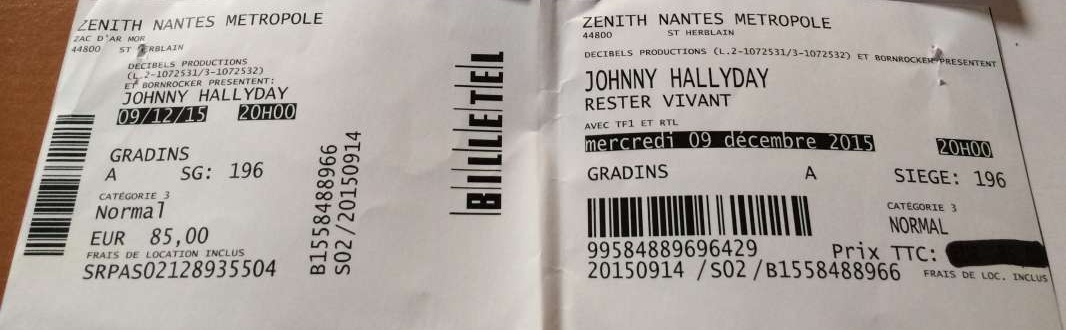 ZENITH NANTES METROPOLE
ZAC D'AR MOR
44800 ST HERBLAIN
DECIBELS PRODUCTIONS
(L.2-1072531/3-1072532)
ET BORNROCKER PRESENTENT:
JOHNNY HALLYDAY
09/12/15 20H00
GRADINS
A SG: 196
CATÉGORIE 3
Normal
EUR 85,00
FRAIS DE LOCATION INCLUS
SRPAS02128935504
B1558488966
S02/20150914
BILLETEL
ZENITH NANTES METROPOLE
44800 ST HERBLAIN
DECIBELS PRODUCTIONS (L.2-1072531/3-1072532) ET BORNROCKER PRESENTENT
JOHNNY HALLYDAY
RESTER VIVANT
AVEC TF1 ET RTL
mercredi 09 décembre 2015 20H00
GRADINS A SIEGE: 196
CATÉGORIE 3
NORMAL
99584889696429 Prix TTC:
20150914 /S02 /B1558488966 FRAIS DE LOC. INCLUS